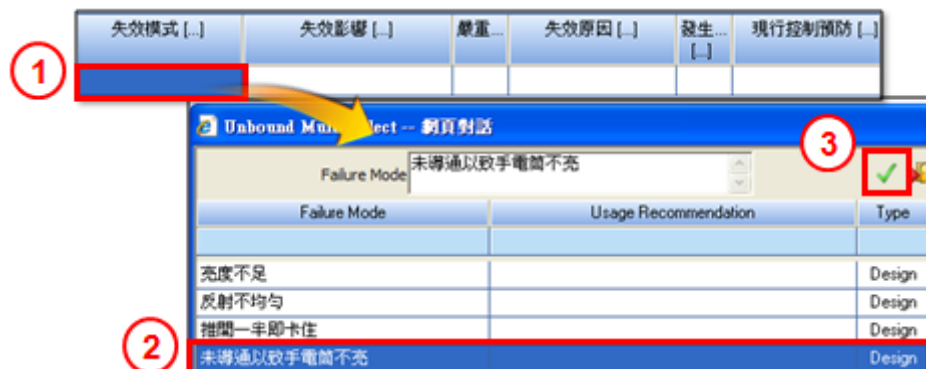 失效模式 [...] 失效影響 [...] 嚴重... 失效原因 [...] 發生... [...] 現行控制預防 [...]
1
Unbound Mul lect -- 網頁對話
3
Failure Mode 未導通以致手電筒不亮
Failure Mode Usage Recommendation Type
亮度不足 Design
反射不均勻 Design
推開一半即卡住 Design
2
未導通以致手電筒不亮 Design